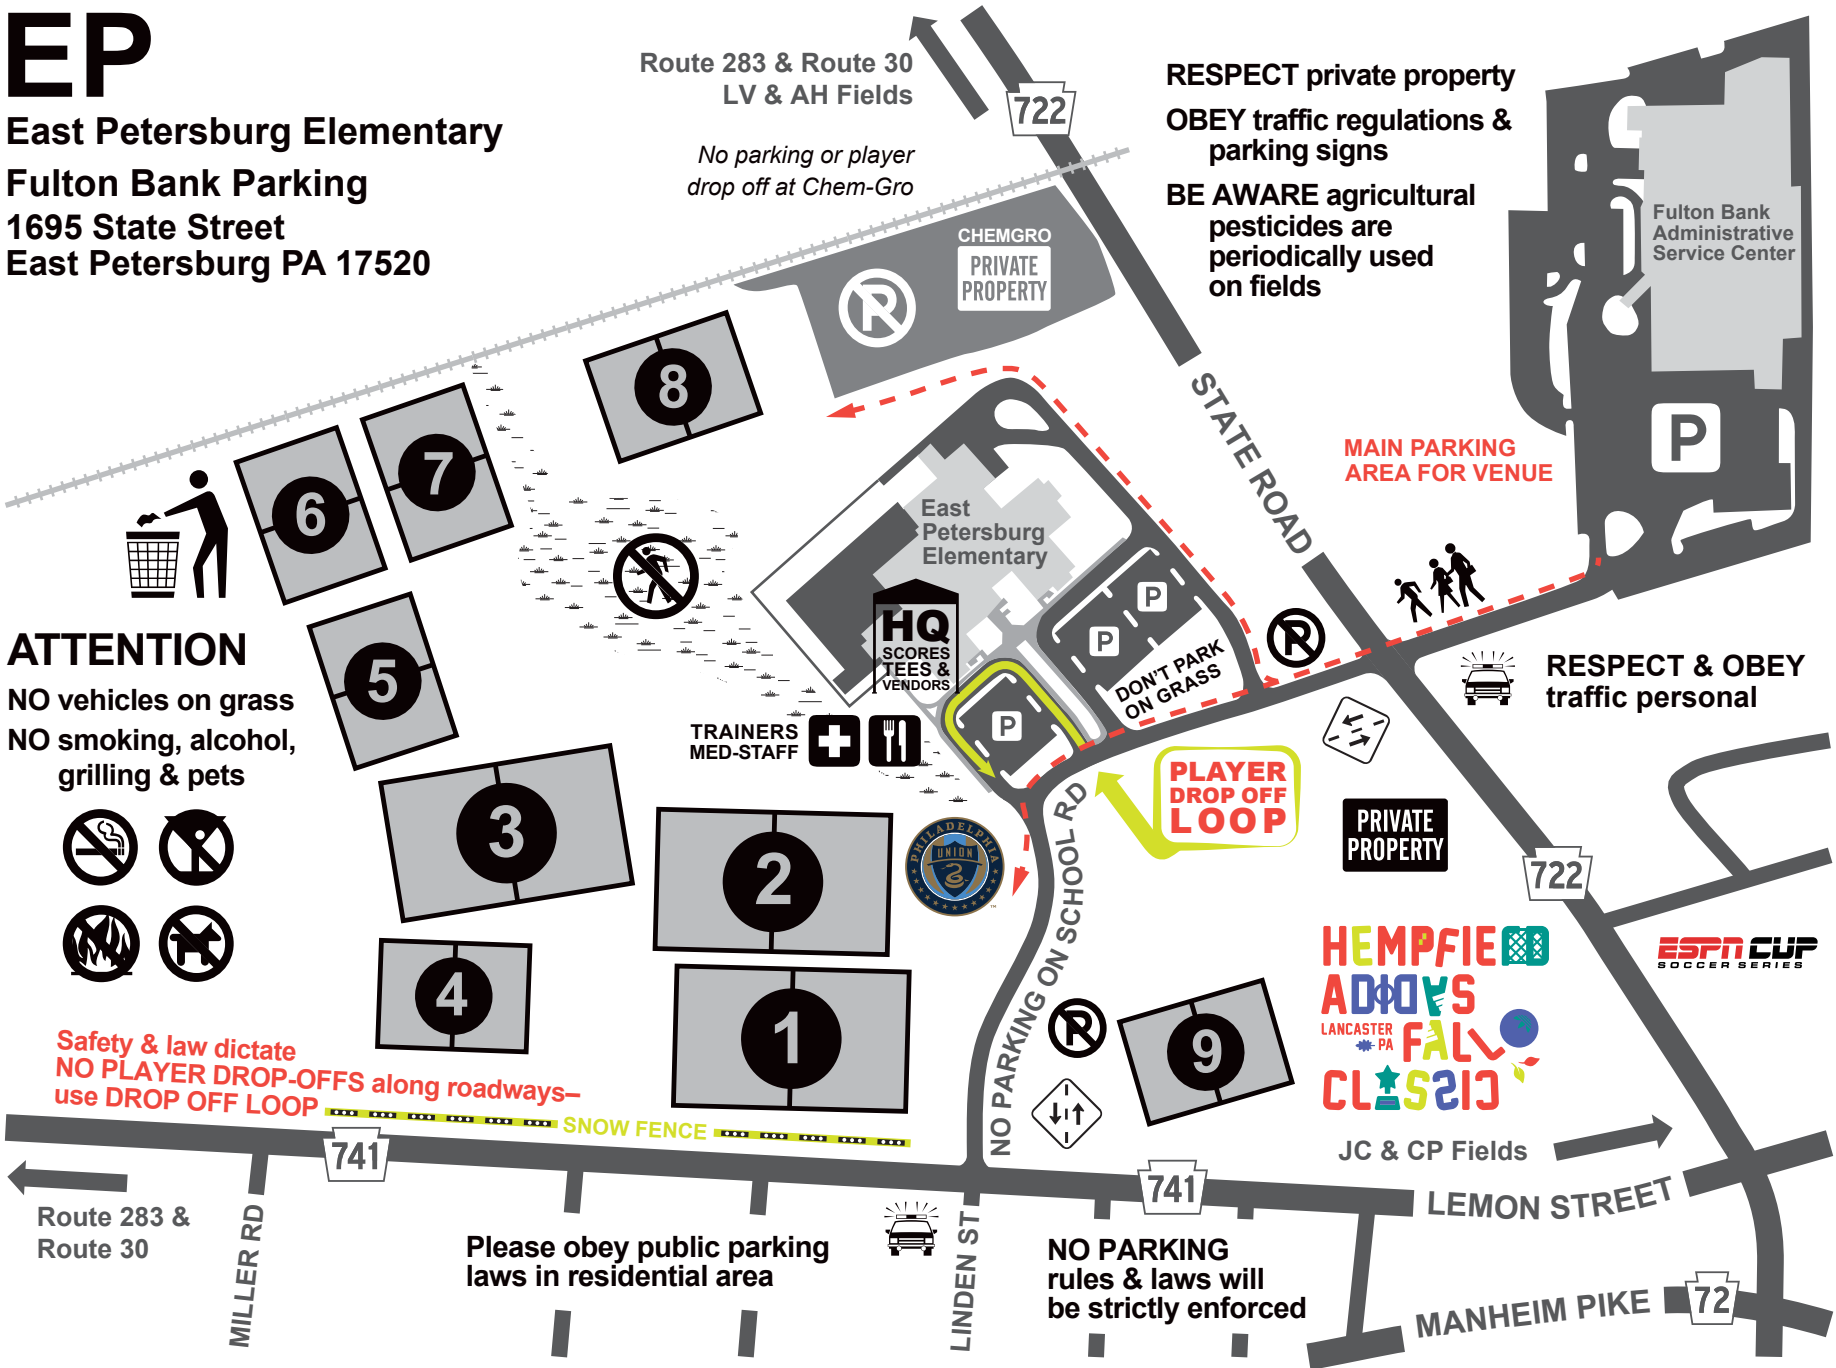 EP
East Petersburg Elementary
Fulton Bank Parking
1695 State Street
East Petersburg PA 17520
Route 283 & Route 30
LV & AH Fields
No parking or player
drop off at Chem-Gro
722
RESPECT private property
OBEY traffic regulations &
parking signs
BE AWARE agricultural
pesticides are
periodically used
on fields
Fulton Bank
Administrative
Service Center
CHEMGRO
PRIVATE
PROPERTY
P
STATE ROAD
MAIN PARKING
AREA FOR VENUE
P
8
7
6
5
East
Petersburg
Elementary
HQ
SCORES
TEES &
VENDORS
P
P
P
DON'T PARK
ON GRASS
P
TRAINERS
MED-STAFF
ATTENTION
NO vehicles on grass
NO smoking, alcohol,
grilling & pets
RESPECT & OBEY
traffic personal
PLAYER
DROP OFF
LOOP
PRIVATE
PROPERTY
722
3
2
4
1
9
PHILADELPHIA
UNION
NO PARKING ON SCHOOL RD
P
HEMPFIELD
ADIDAS
LANCASTER
PA
FALL
CLASSIC
ESPN CUP
SOCCER SERIES
Safety & law dictate
NO PLAYER DROP-OFFS along roadways–
use DROP OFF LOOP
SNOW FENCE
741
741
JC & CP Fields
LEMON STREET
Route 283 &
Route 30
MILLER RD
Please obey public parking
laws in residential area
LINDEN ST
NO PARKING
rules & laws will
be strictly enforced
MANHEIM PIKE
72